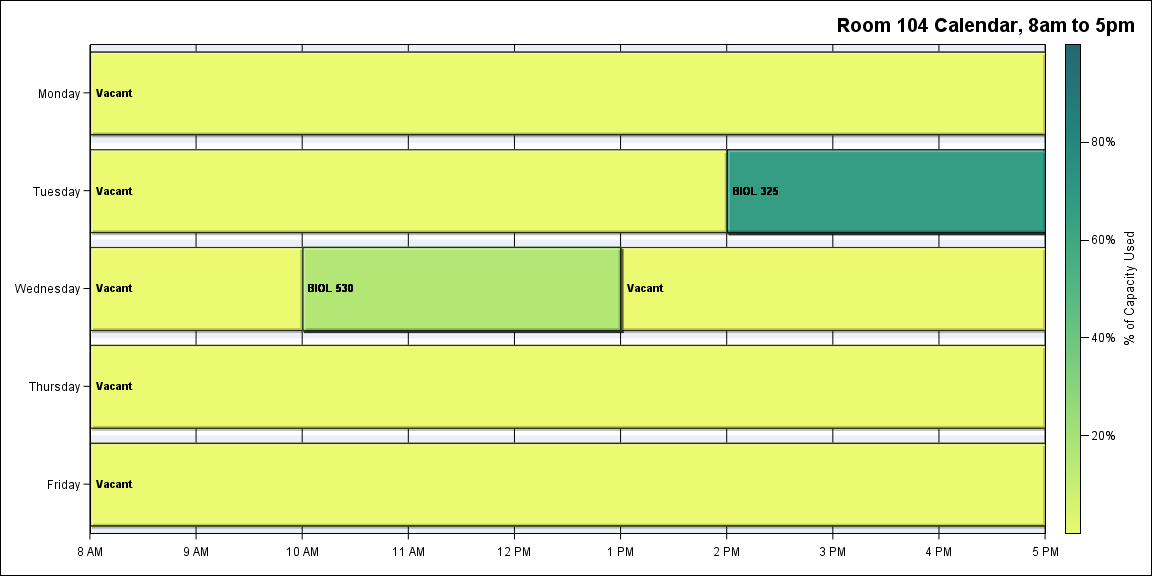 Room 104 Calendar, 8am to 5pm
Monday
Vacant
Tuesday
Vacant
BIOL 325
Wednesday
Vacant
BIOL 530
Vacant
Thursday
Vacant
Friday
Vacant
8 AM
9 AM
10 AM
11 AM
12 PM
1 PM
2 PM
3 PM
4 PM
5 PM
80%
60%
40%
20%
% of Capacity Used